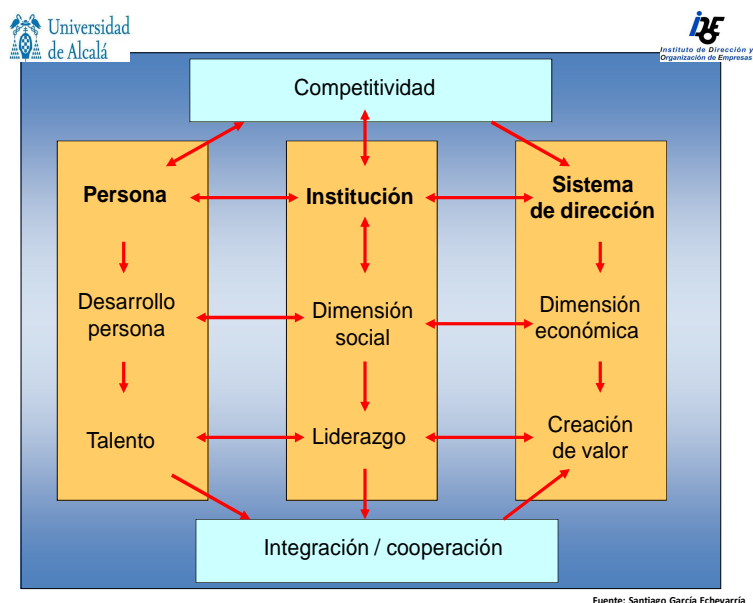 Universidad
de Alcalá
Instituto de Dirección y
Organización de Empresas
Competitividad
Persona
Institución
Sistema
de dirección
Desarrollo
persona
Dimensión
social
Dimensión
económica
Talento
Liderazgo
Creación
de valor
Integración / cooperación
Fuente: Santiago García Echevarría